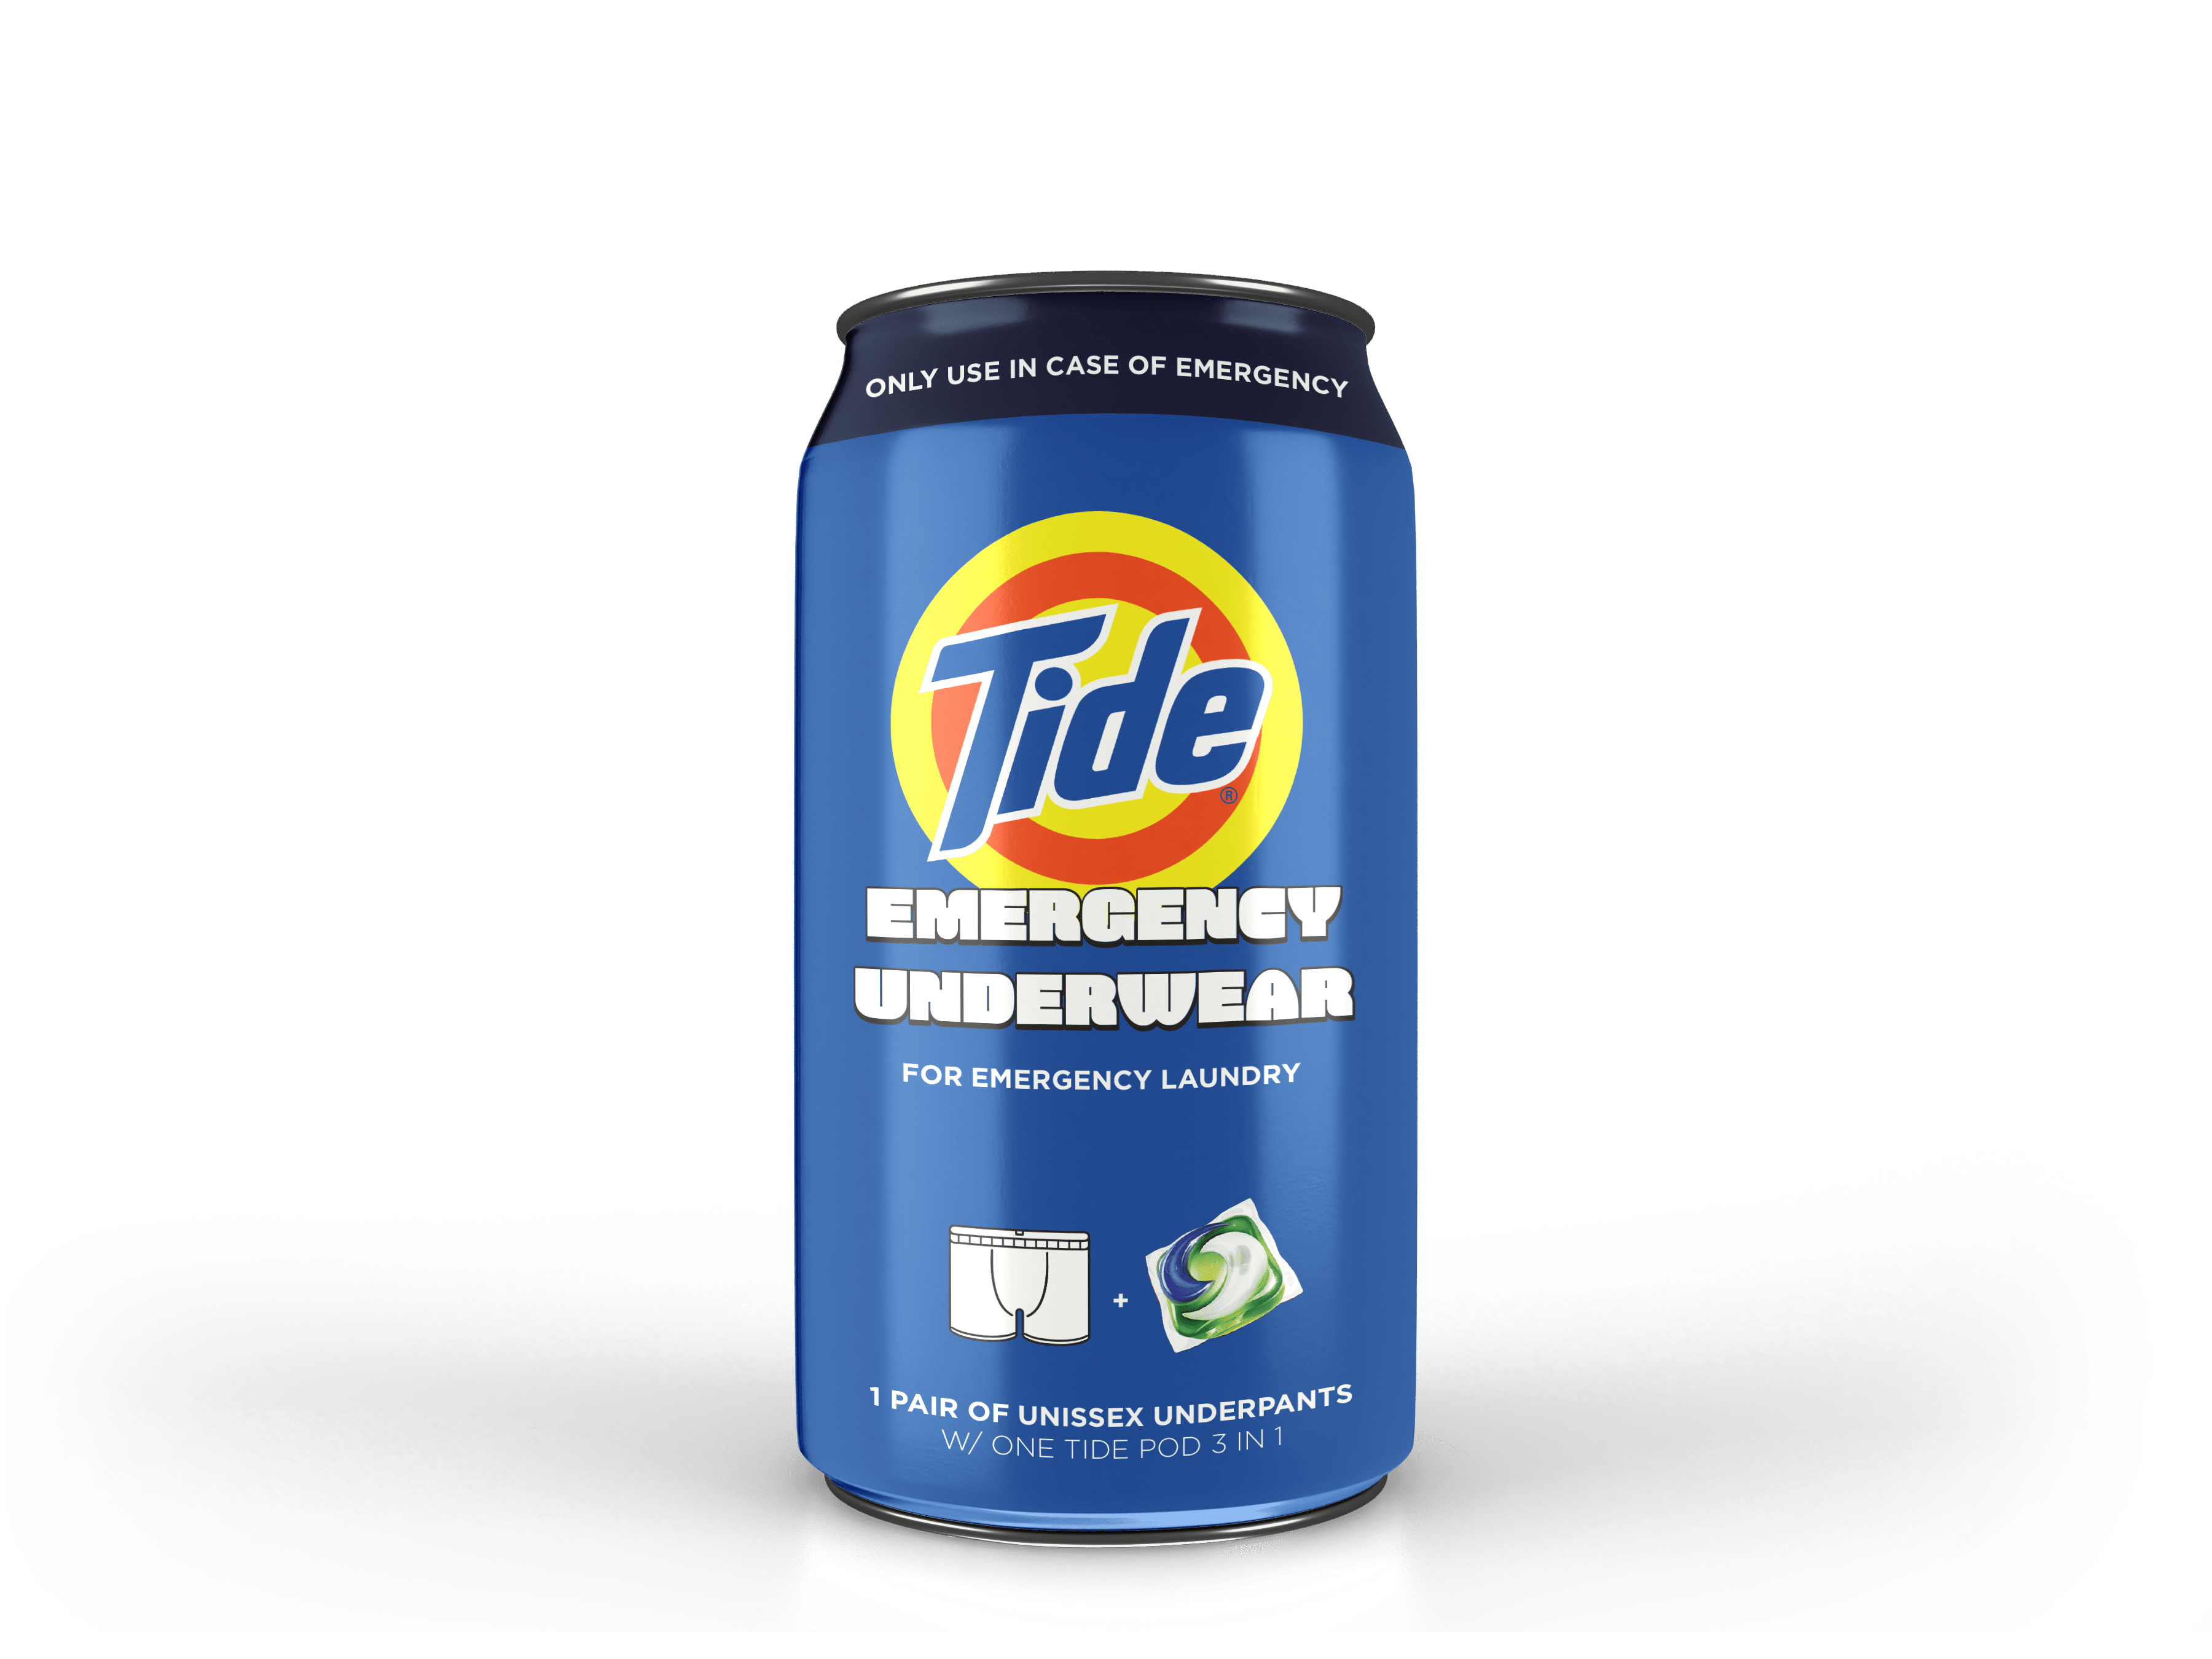 ONLY USE IN CASE OF EMERGENCY
Tide
®
EMERGENCY
UNDERWEAR
FOR EMERGENCY LAUNDRY
+
1 PAIR OF UNISSEX UNDERPANTS
W/ ONE TIDE POD 3 IN 1